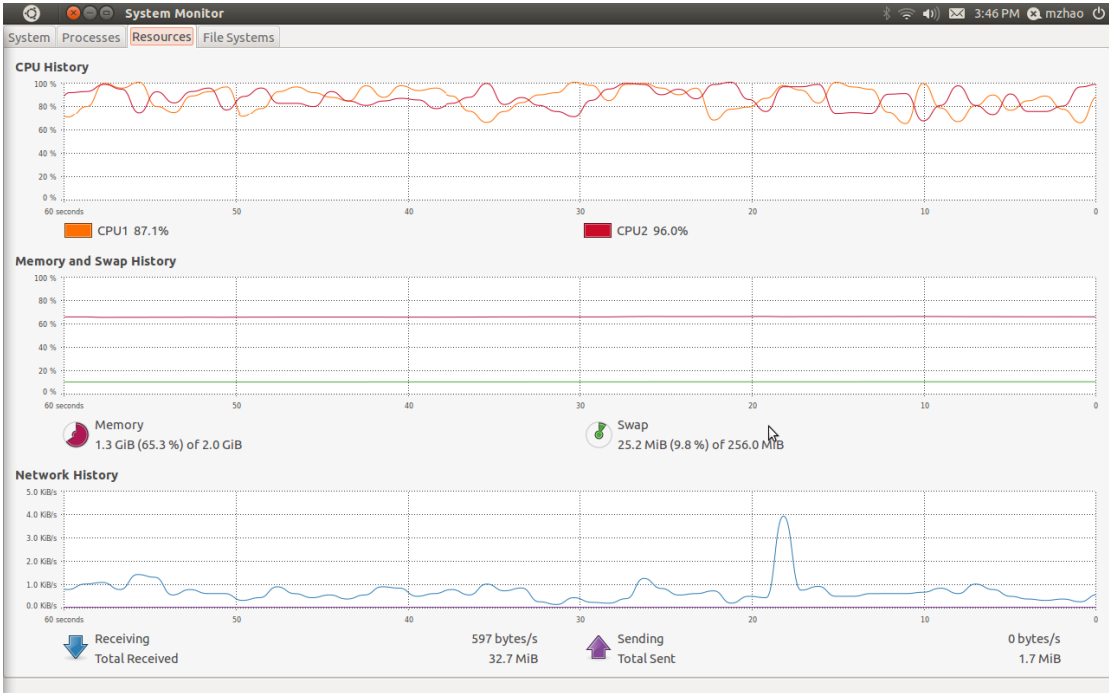 System Monitor
3:46 PM mzhao
System Processes Resources File Systems
CPU History
100 %
80 %
60 %
40 %
20 %
0 %
60 seconds 50 40 30 20 10 0
CPU1 87.1% CPU2 96.0%
Memory and Swap History
100 %
80 %
60 %
40 %
20 %
0 %
60 seconds 50 40 30 20 10 0
Memory Swap
1.3 GiB (65.3 %) of 2.0 GiB 25.2 MiB (9.8 %) of 256.0 MiB
Network History
5.0 KiB/s
4.0 KiB/s
3.0 KiB/s
2.0 KiB/s
1.0 KiB/s
0.0 KiB/s
60 seconds 50 40 30 20 10 0
Receiving 597 bytes/s Sending 0 bytes/s
Total Received 32.7 MiB Total Sent 1.7 MiB